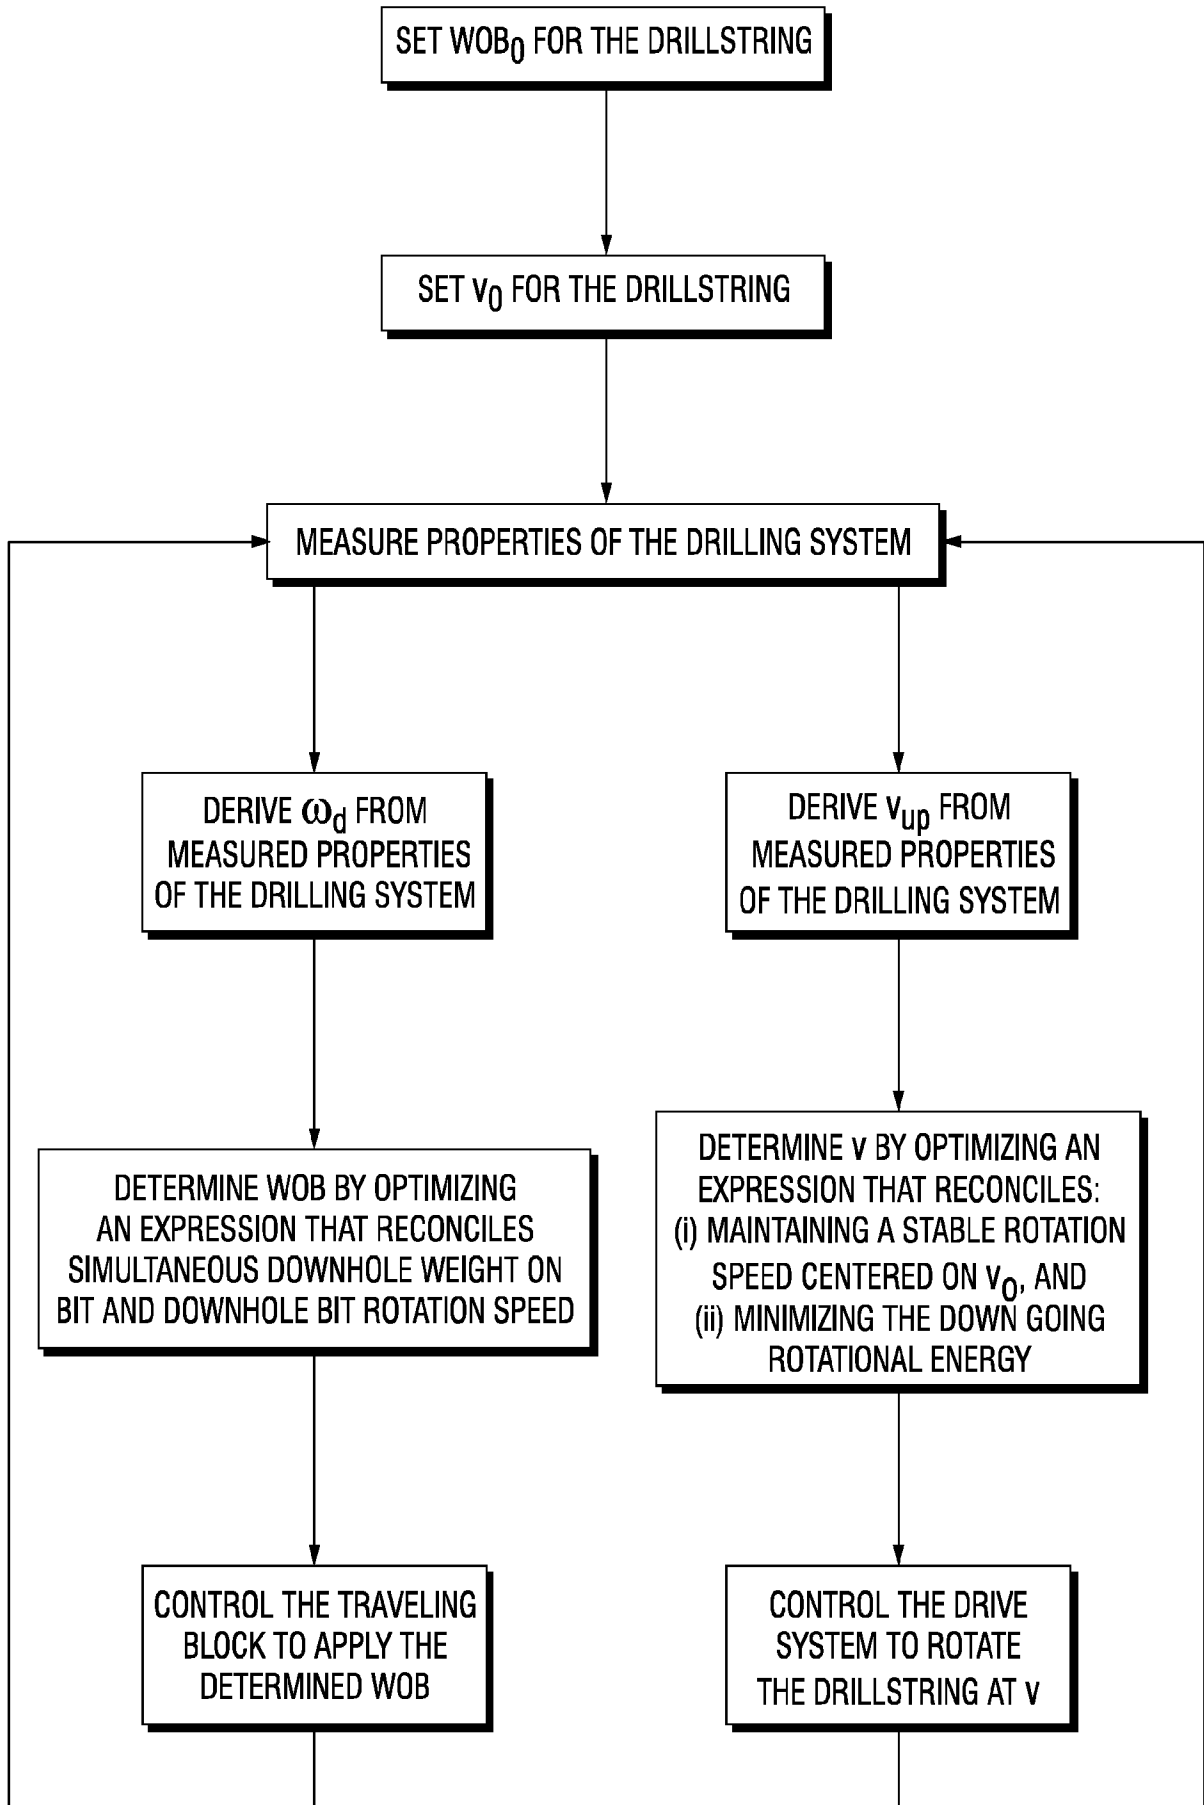 SET WOB₀ FOR THE DRILLSTRING
SET v₀ FOR THE DRILLSTRING
MEASURE PROPERTIES OF THE DRILLING SYSTEM
DERIVE ω_d FROM
MEASURED PROPERTIES
OF THE DRILLING SYSTEM
DERIVE v_up FROM
MEASURED PROPERTIES
OF THE DRILLING SYSTEM
DETERMINE WOB BY OPTIMIZING
AN EXPRESSION THAT RECONCILES
SIMULTANEOUS DOWNHOLE WEIGHT ON
BIT AND DOWNHOLE BIT ROTATION SPEED
DETERMINE v BY OPTIMIZING AN
EXPRESSION THAT RECONCILES:
(i) MAINTAINING A STABLE ROTATION
SPEED CENTERED ON v₀, AND
(ii) MINIMIZING THE DOWN GOING
ROTATIONAL ENERGY
CONTROL THE TRAVELING
BLOCK TO APPLY THE
DETERMINED WOB
CONTROL THE DRIVE
SYSTEM TO ROTATE
THE DRILLSTRING AT v